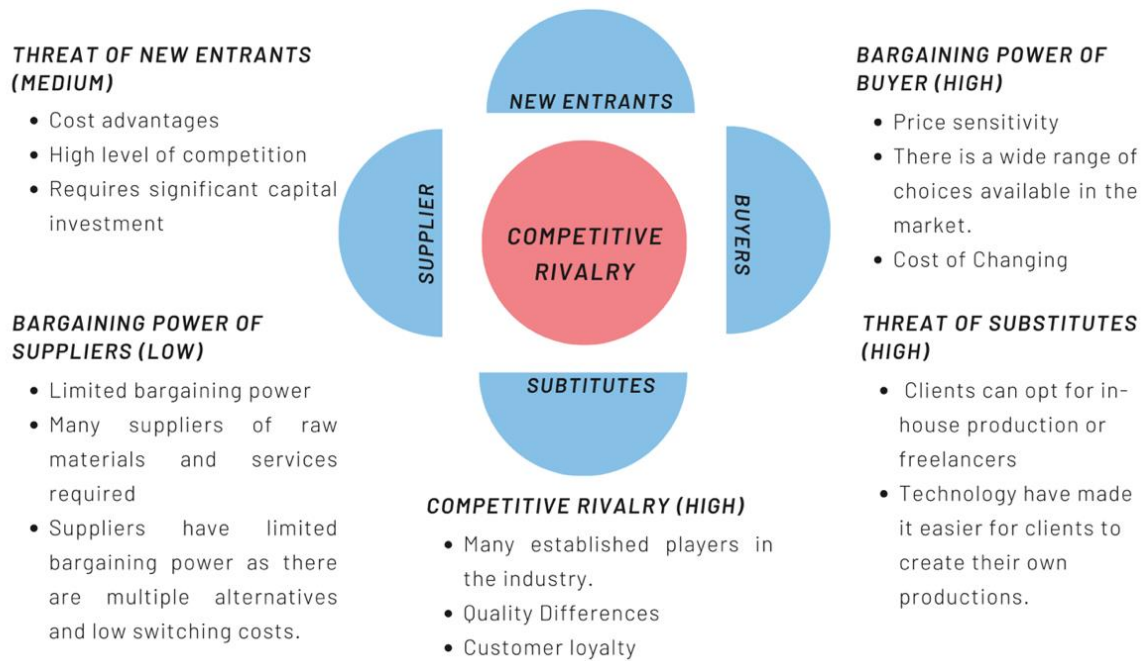 THREAT OF NEW ENTRANTS
(MEDIUM)
• Cost advantages
• High level of competition
• Requires significant capital
investment
BARGAINING POWER OF
SUPPLIERS (LOW)
• Limited bargaining power
• Many suppliers of raw
materials and services
required
• Suppliers have limited
bargaining power as there
are multiple alternatives
and low switching costs.
NEW ENTRANTS
SUPPLIER
COMPETITIVE
RIVALRY
BUYERS
SUBTITUTES
COMPETITIVE RIVALRY (HIGH)
• Many established players in
the industry.
• Quality Differences
• Customer loyalty
BARGAINING POWER OF
BUYER (HIGH)
• Price sensitivity
• There is a wide range of
choices available in the
market.
• Cost of Changing
THREAT OF SUBSTITUTES
(HIGH)
• Clients can opt for in-
house production or
freelancers
• Technology have made
it easier for clients to
create their own
productions.